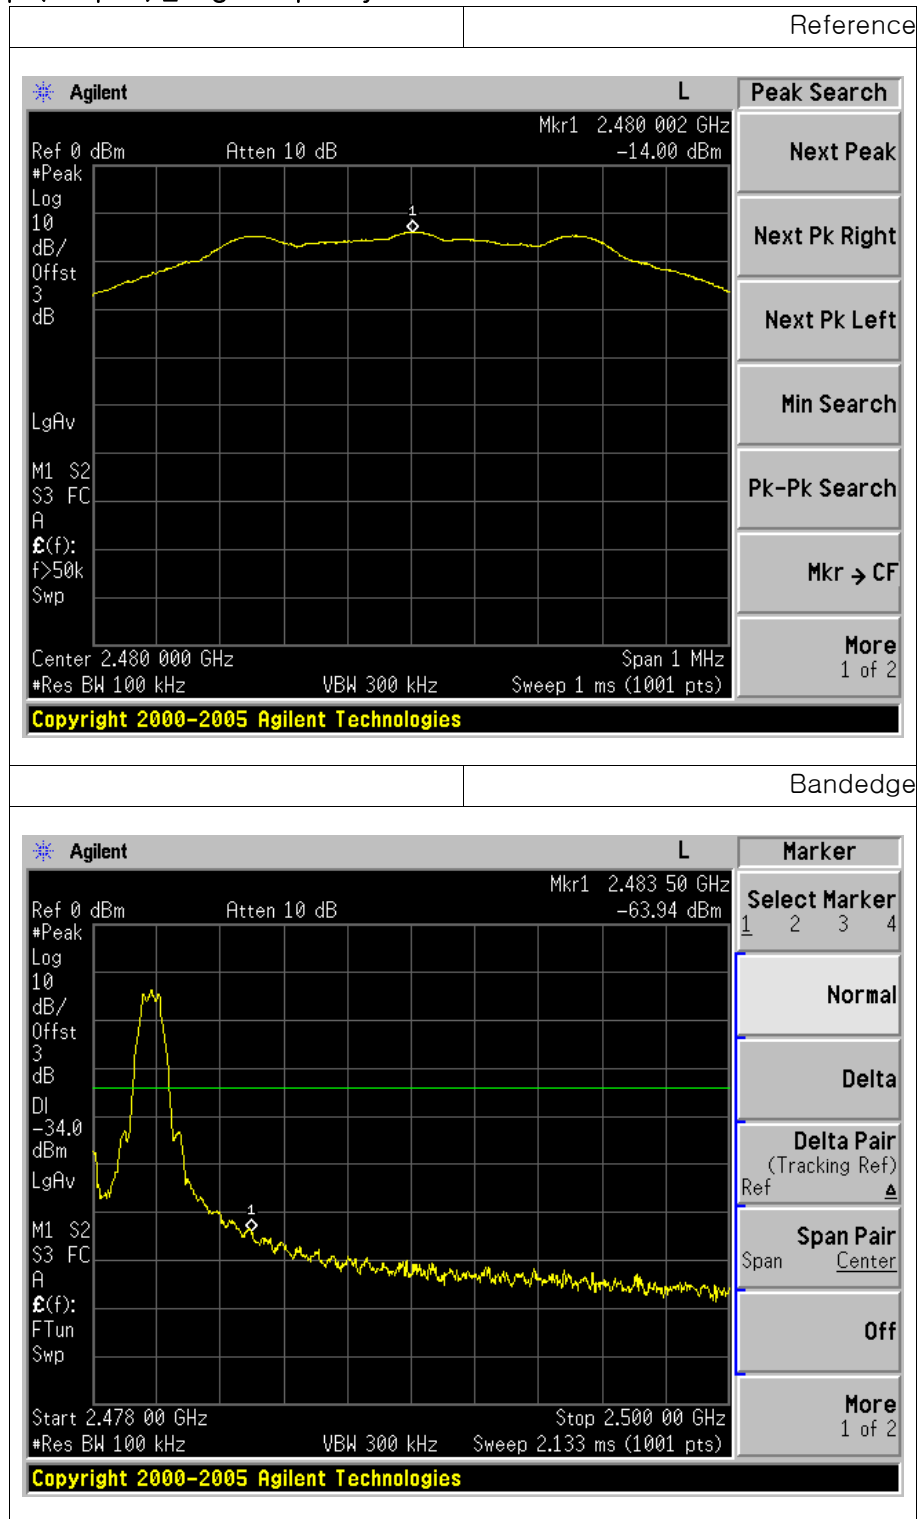 Reference
Agilent L Peak Search
Mkr1 2.480 002 GHz
Ref 0 dBm Atten 10 dB -14.00 dBm
#Peak
Log
10
dB/
Offst
3
dB
LgAv
M1 S2
S3 FC
A
£(f):
f>50k
Swp
1
Center 2.480 000 GHz Span 1 MHz
#Res BW 100 kHz VBW 300 kHz Sweep 1 ms (1001 pts)
Copyright 2000-2005 Agilent Technologies
Next Peak
Next Pk Right
Next Pk Left
Min Search
Pk-Pk Search
Mkr → CF
More
1 of 2
Bandedge
Agilent L Marker
Mkr1 2.483 50 GHz
Ref 0 dBm Atten 10 dB -63.94 dBm
#Peak
Log
10
dB/
Offst
3
dB
DI
-34.0
dBm
LgAv
M1 S2
S3 FC
A
£(f):
FTun
Swp
1
Start 2.478 00 GHz Stop 2.500 00 GHz
#Res BW 100 kHz VBW 300 kHz Sweep 2.133 ms (1001 pts)
Copyright 2000-2005 Agilent Technologies
Select Marker
1 2 3 4
Normal
Delta
Delta Pair
(Tracking Ref)
Ref Δ
Span Pair
Span Center
Off
More
1 of 2